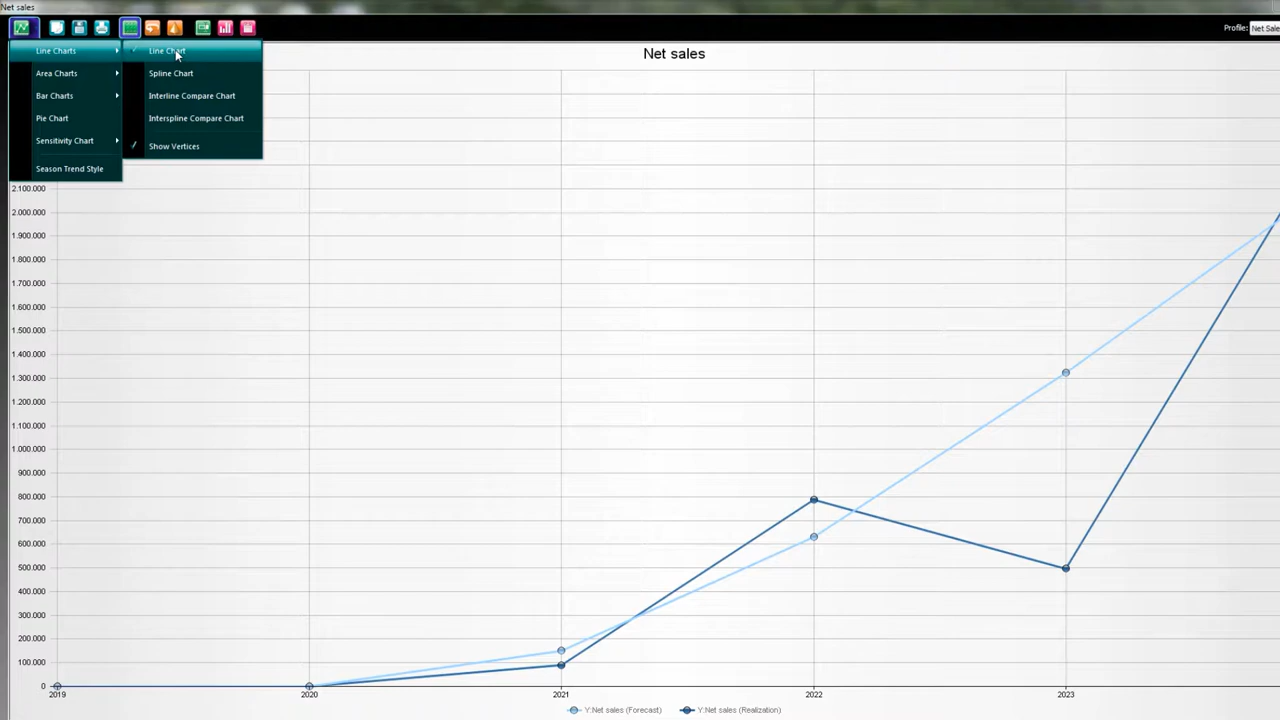 Net sales
Profile: Net Sale
Line Charts
Line Chart
Net sales
Area Charts
Spline Chart
Bar Charts
Interline Compare Chart
Pie Chart
Interspline Compare Chart
Sensitivity Chart
Show Vertices
Season Trend Style
2.100.000
2.000.000
1.900.000
1.800.000
1.700.000
1.600.000
1.500.000
1.400.000
1.300.000
1.200.000
1.100.000
1.000.000
900.000
800.000
700.000
600.000
500.000
400.000
300.000
200.000
100.000
0
2019 2020 2021 2022 2023
Y:Net sales (Forecast) Y:Net sales (Realization)